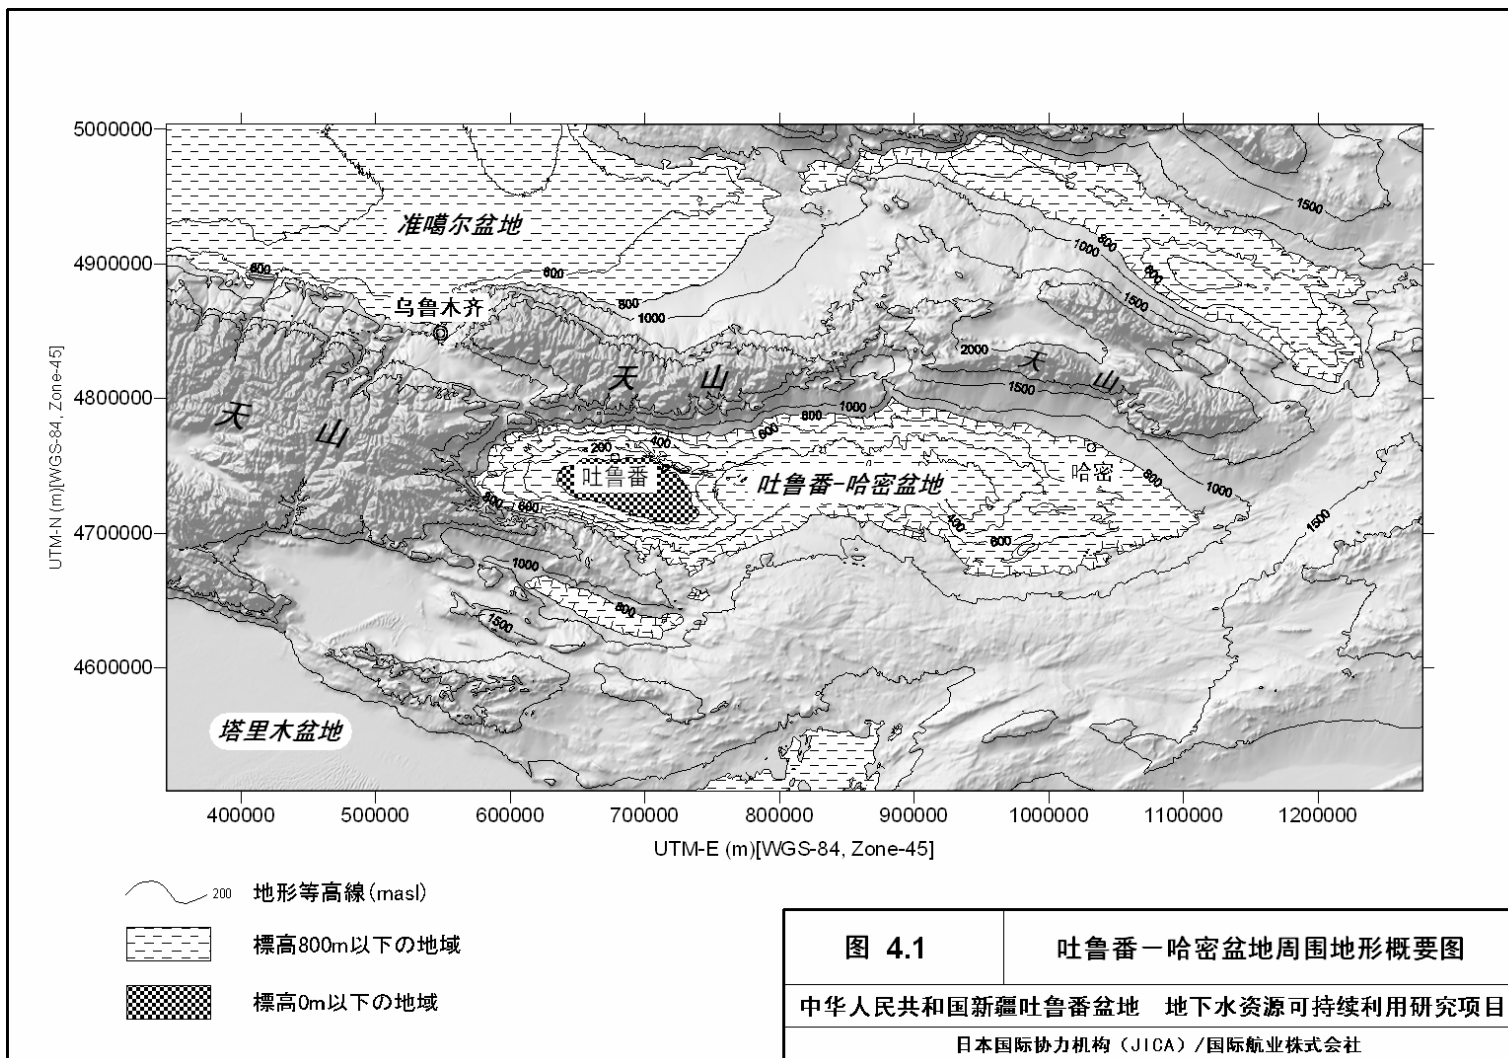 5000000
4900000
4800000
4700000
4600000
UTM-N (m)[WGS-84, Zone-45]
准噶尔盆地
乌鲁木齐
天 山
天 山
天 山
吐鲁番
吐鲁番-哈密盆地
哈密
塔里木盆地
600
600
800
1000
800
1000
600
1500
1500
2000
1500
1000
800
600
400
200
800
600
400
600
800
1000
1500
1000
800
1500
400000
500000
600000
700000
800000
900000
1000000
1100000
1200000
UTM-E (m)[WGS-84, Zone-45]
200 地形等高線(masl)
標高800m以下の地域
標高0m以下の地域
图 4.1
吐鲁番－哈密盆地周围地形概要图
中华人民共和国新疆吐鲁番盆地　地下水资源可持续利用研究项目
日本国际协力机构（JICA）/国际航业株式会社